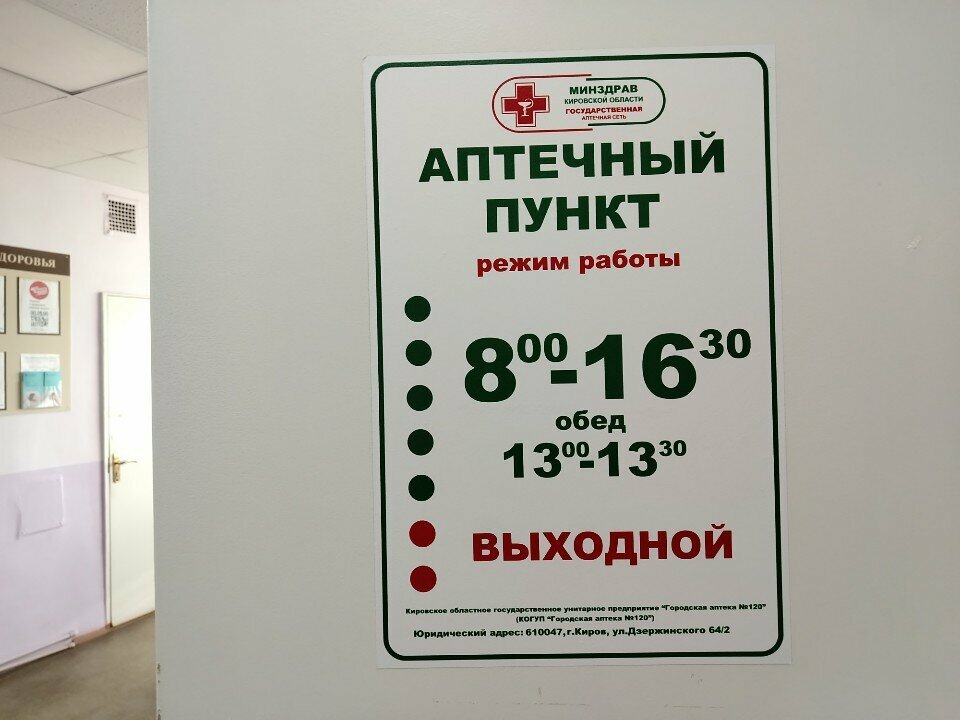 ДОРОВЬЯ
МИНЗДРАВ
КИРОВСКОЙ ОБЛАСТИ
ГОСУДАРСТВЕННАЯ
АПТЕЧНАЯ СЕТЬ
АПТЕЧНЫЙ
ПУНКТ
режим работы
8⁰⁰-16³⁰
обед
13⁰⁰-13³⁰
ВЫХОДНОЙ
Кировское областное государственное унитарное предприятие "Городская аптека №120"
(КОГУП "Городская аптека №120")
Юридический адрес: 610047, г.Киров, ул.Дзержинского 64/2